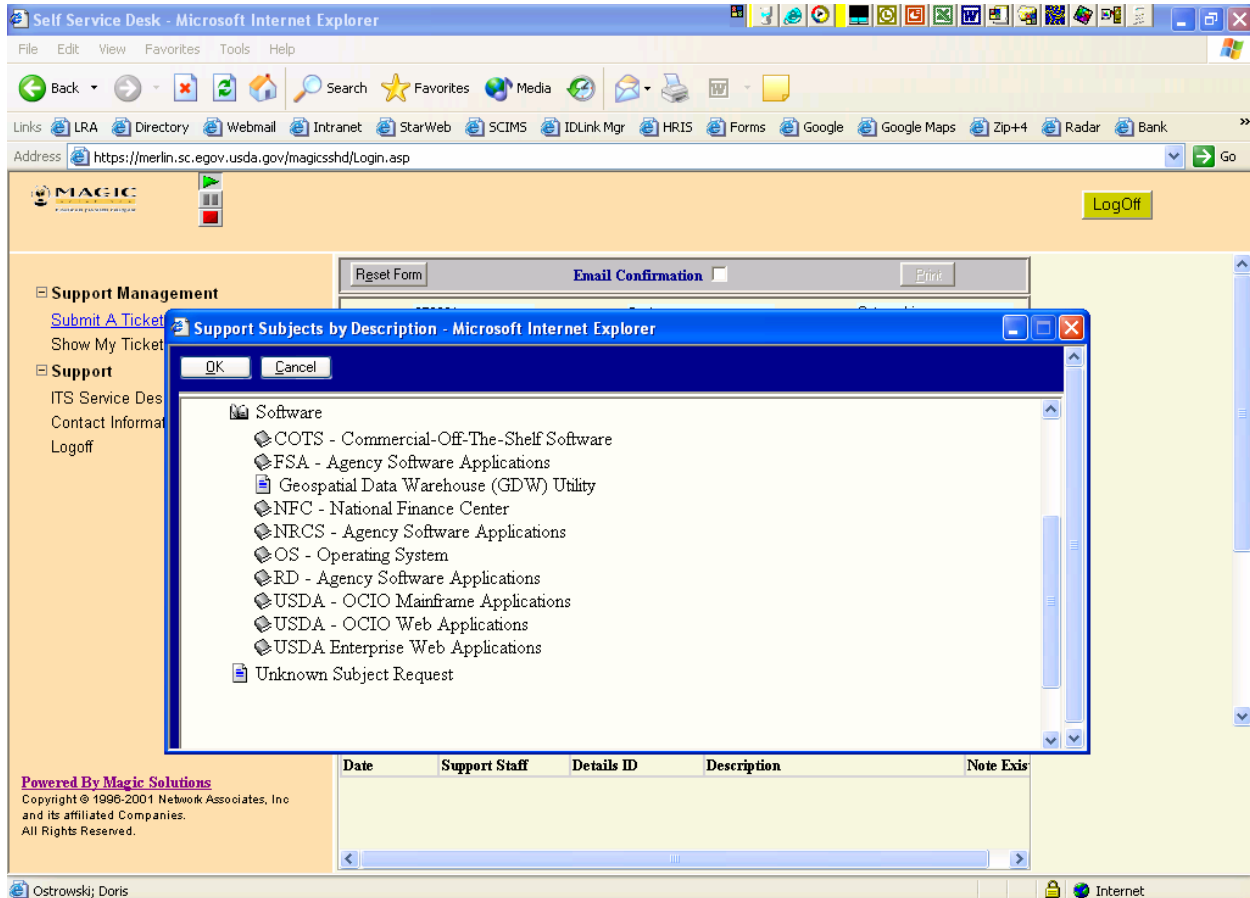 Self Service Desk - Microsoft Internet Explorer
File Edit View Favorites Tools Help
Back Search Favorites Media
Links LRA Directory Webmail Intranet StarWeb SCIMS IDLink Mgr HRIS Forms Google Google Maps Zip+4 Radar Bank »
Address https://merlin.sc.egov.usda.gov/magicsshd/Login.asp Go
MAGIC
LogOff
Reset Form Email Confirmation Print
Support Management
Submit A Ticket
Show My Ticket
Support
ITS Service Des
Contact Informat
Logoff
Support Subjects by Description - Microsoft Internet Explorer
OK Cancel
Software
COTS - Commercial-Off-The-Shelf Software
FSA - Agency Software Applications
Geospatial Data Warehouse (GDW) Utility
NFC - National Finance Center
NRCS - Agency Software Applications
OS - Operating System
RD - Agency Software Applications
USDA - OCIO Mainframe Applications
USDA - OCIO Web Applications
USDA Enterprise Web Applications
Unknown Subject Request
Date Support Staff Details ID Description Note Exis
Powered By Magic Solutions
Copyright © 1996-2001 Network Associates, Inc
and its affiliated Companies.
All Rights Reserved.
Ostrowski; Doris Internet